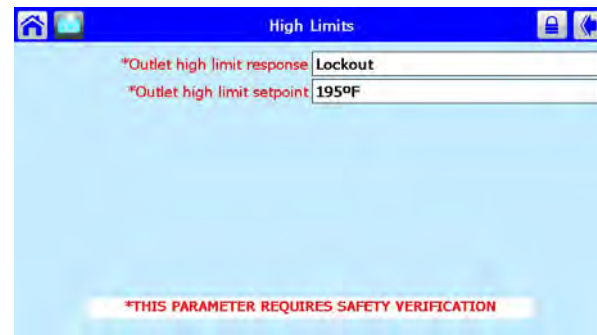 High Limits
*Outlet high limit response Lockout
*Outlet high limit setpoint 195ºF
*THIS PARAMETER REQUIRES SAFETY VERIFICATION